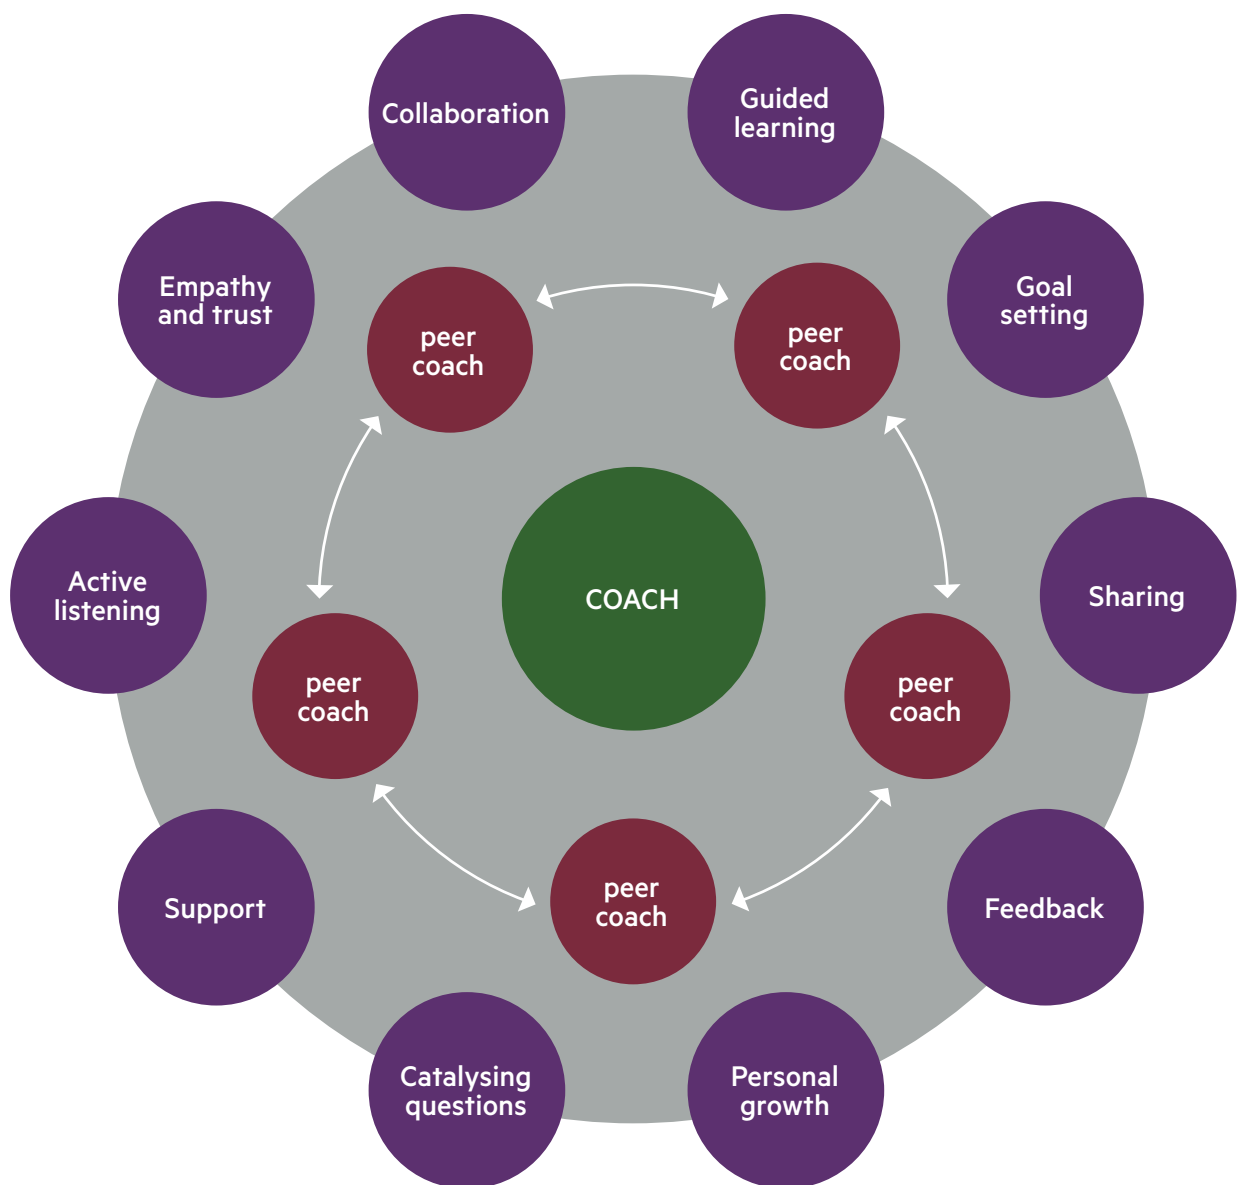 Collaboration
Guided
learning
Empathy
and trust
Goal
setting
peer
coach
peer
coach
Active
listening
COACH
Sharing
peer
coach
peer
coach
Support
peer
coach
Feedback
Catalysing
questions
Personal
growth